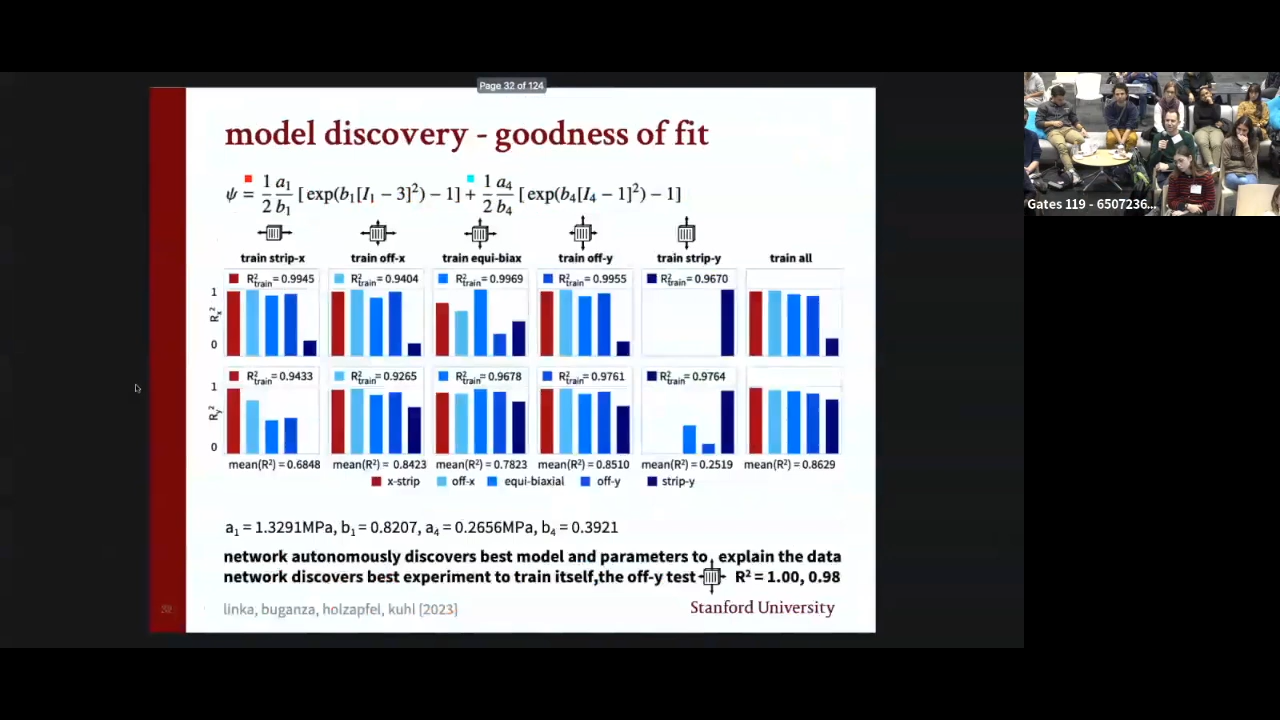 Page 32 of 124
model discovery - goodness of fit
ψ = 1/2 a₁/b₁ [ exp(b₁[I₁ − 3]²) − 1] + 1/2 a₄/b₄ [ exp(b₄[I₄ − 1]²) − 1]
train strip-x train off-x train equi-biax train off-y train strip-y train all
R²train = 0.9945 R²train = 0.9404 R²train = 0.9969 R²train = 0.9955 R²train = 0.9670
1
R²x
0
R²train = 0.9433 R²train = 0.9265 R²train = 0.9678 R²train = 0.9761 R²train = 0.9764
1
R²y
0
mean(R²) = 0.6848 mean(R²) = 0.8423 mean(R²) = 0.7823 mean(R²) = 0.8510 mean(R²) = 0.2519 mean(R²) = 0.8629
x-strip off-x equi-biaxial off-y strip-y
a₁ = 1.3291MPa, b₁ = 0.8207, a₄ = 0.2656MPa, b₄ = 0.3921
network autonomously discovers best model and parameters to explain the data
network discovers best experiment to train itself,the off-y test R² = 1.00, 0.98
linka, buganza, holzapfel, kuhl [2023]
Stanford University
Gates 119 - 6507236...